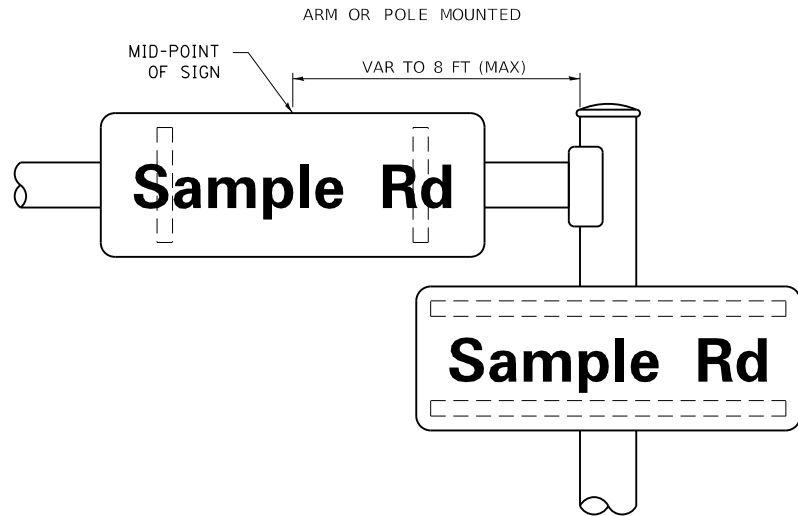 ARM OR POLE MOUNTED
MID-POINT
OF SIGN
VAR TO 8 FT (MAX)
Sample Rd
Sample Rd